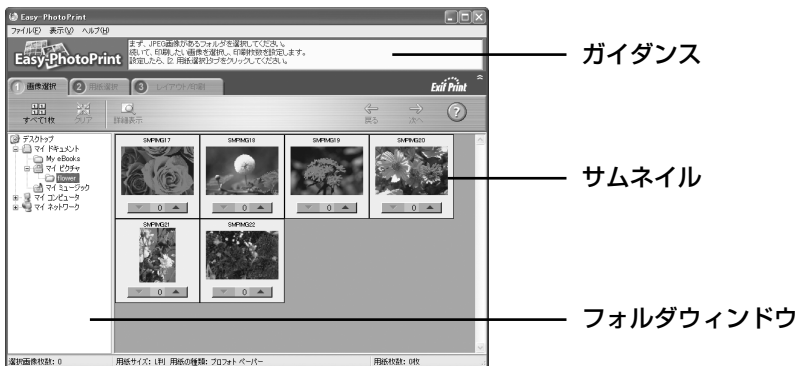 Easy-PhotoPrint
ファイル(F) 表示(V) ヘルプ(H)
Easy-PhotoPrint
まず、JPEG画像があるフォルダを選択してください。
続いて、印刷したい画像を選択し、印刷枚数を設定します。
設定したら、[2. 用紙選択]タブをクリックしてください。
ガイダンス
1 画像選択 2 用紙選択 3 レイアウト/印刷
Exif Print
すべて1枚 クリア 詳細表示 戻る 次へ ?
デスクトップ
マイ ドキュメント
My eBooks
マイ ピクチャ
flower
マイ ミュージック
マイ コンピュータ
マイ ネットワーク
SMPIMG17 SMPIMG18 SMPIMG19 SMPIMG20
0 0 0 0
サムネイル
SMPIMG21 SMPIMG22
0 0
フォルダウィンドウ
選択画像枚数: 0 用紙サイズ: L判 用紙の種類: プロフォト ペーパー 用紙枚数: 0枚